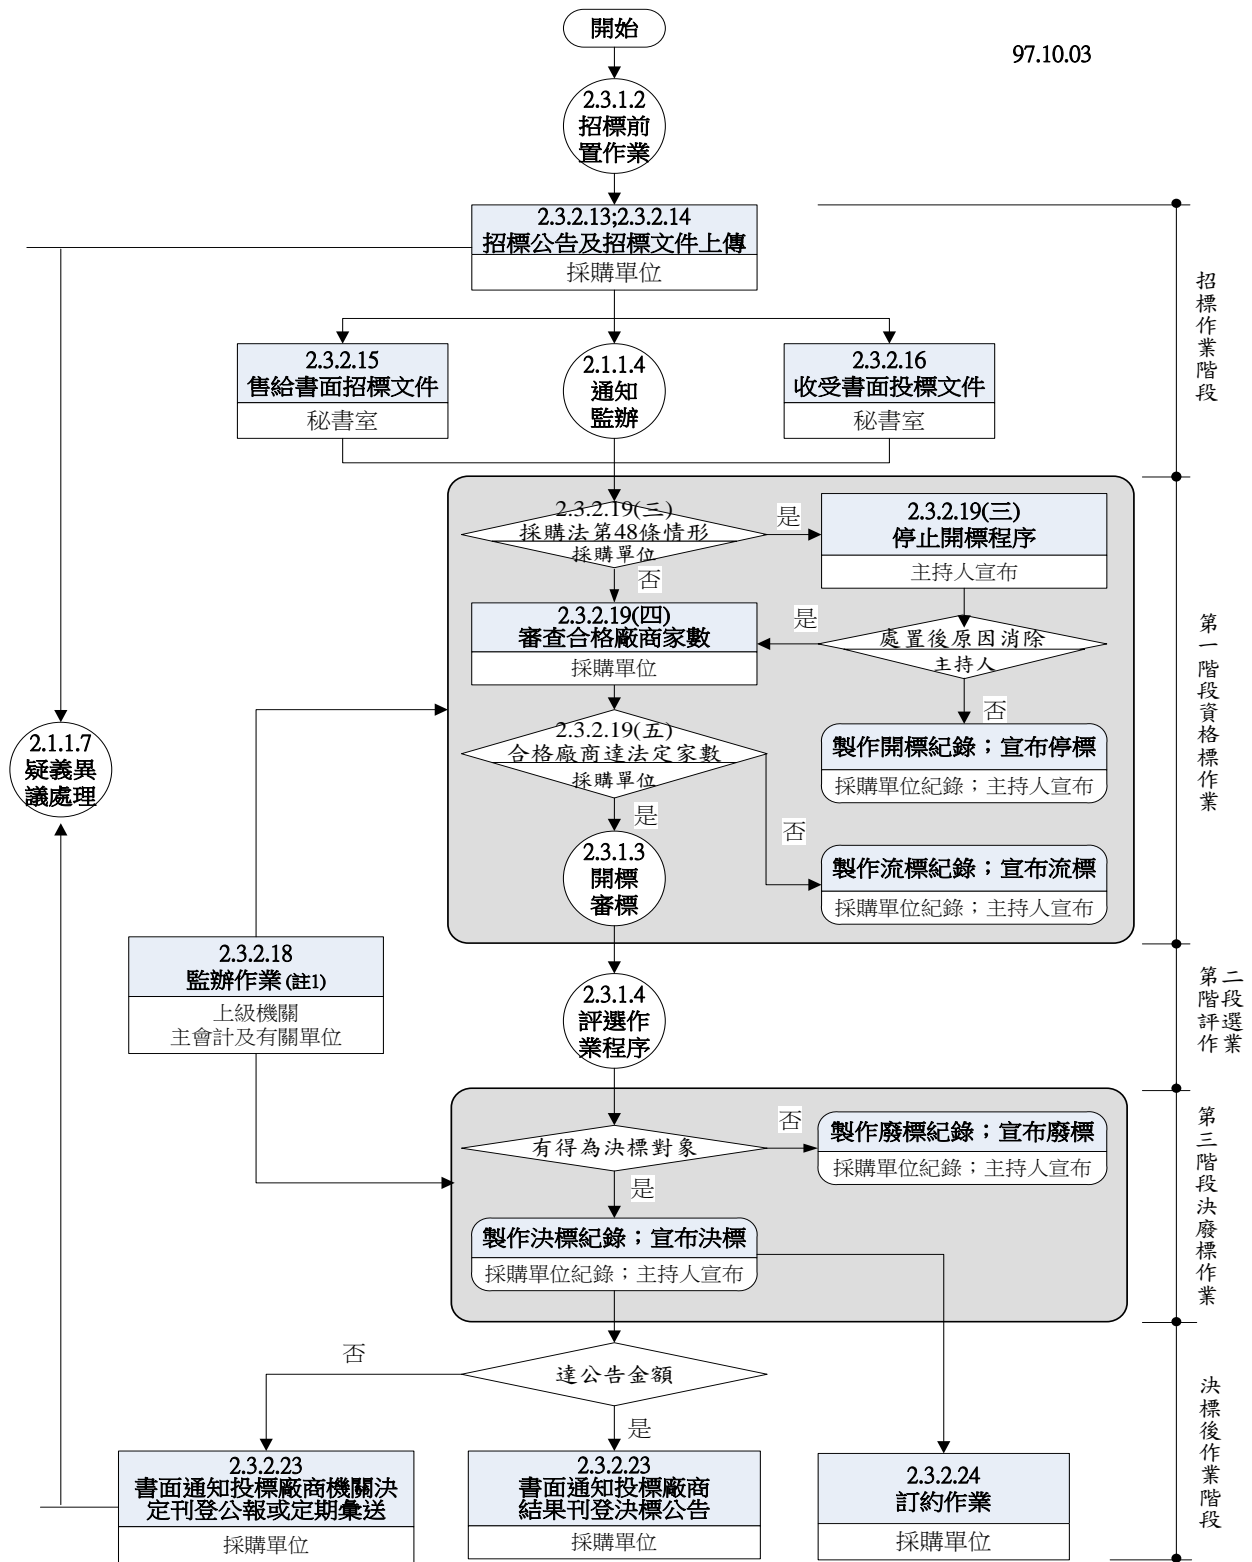 開始
97.10.03
2.3.1.2
招標前
置作業
2.3.2.13;2.3.2.14
招標公告及招標文件上傳
採購單位
招標作業階段
2.3.2.15
售給書面招標文件
秘書室
2.1.1.4
通知
監辦
2.3.2.16
收受書面投標文件
秘書室
2.3.2.19(三)
採購法第48條情形
採購單位
是
否
2.3.2.19(三)
停止開標程序
主持人宣布
2.3.2.19(四)
審查合格廠商家數
採購單位
是
處置後原因消除
主持人
否
第一階段資格標作業
2.3.2.19(五)
合格廠商達法定家數
採購單位
是
否
製作開標紀錄；宣布停標
採購單位紀錄；主持人宣布
2.1.1.7
疑義異
議處理
2.3.1.3
開標
審標
製作流標紀錄；宣布流標
採購單位紀錄；主持人宣布
2.3.2.18
監辦作業(註1)
上級機關
主會計及有關單位
2.3.1.4
評選作
業程序
第二階段評選作業
有得為決標對象
否
是
製作廢標紀錄；宣布廢標
採購單位紀錄；主持人宣布
製作決標紀錄；宣布決標
採購單位紀錄；主持人宣布
第三階段決廢標作業
達公告金額
否
是
2.3.2.23
書面通知投標廠商機關決
定刊登公報或定期彙送
採購單位
2.3.2.23
書面通知投標廠商
結果刊登決標公告
採購單位
2.3.2.24
訂約作業
採購單位
決標後作業階段